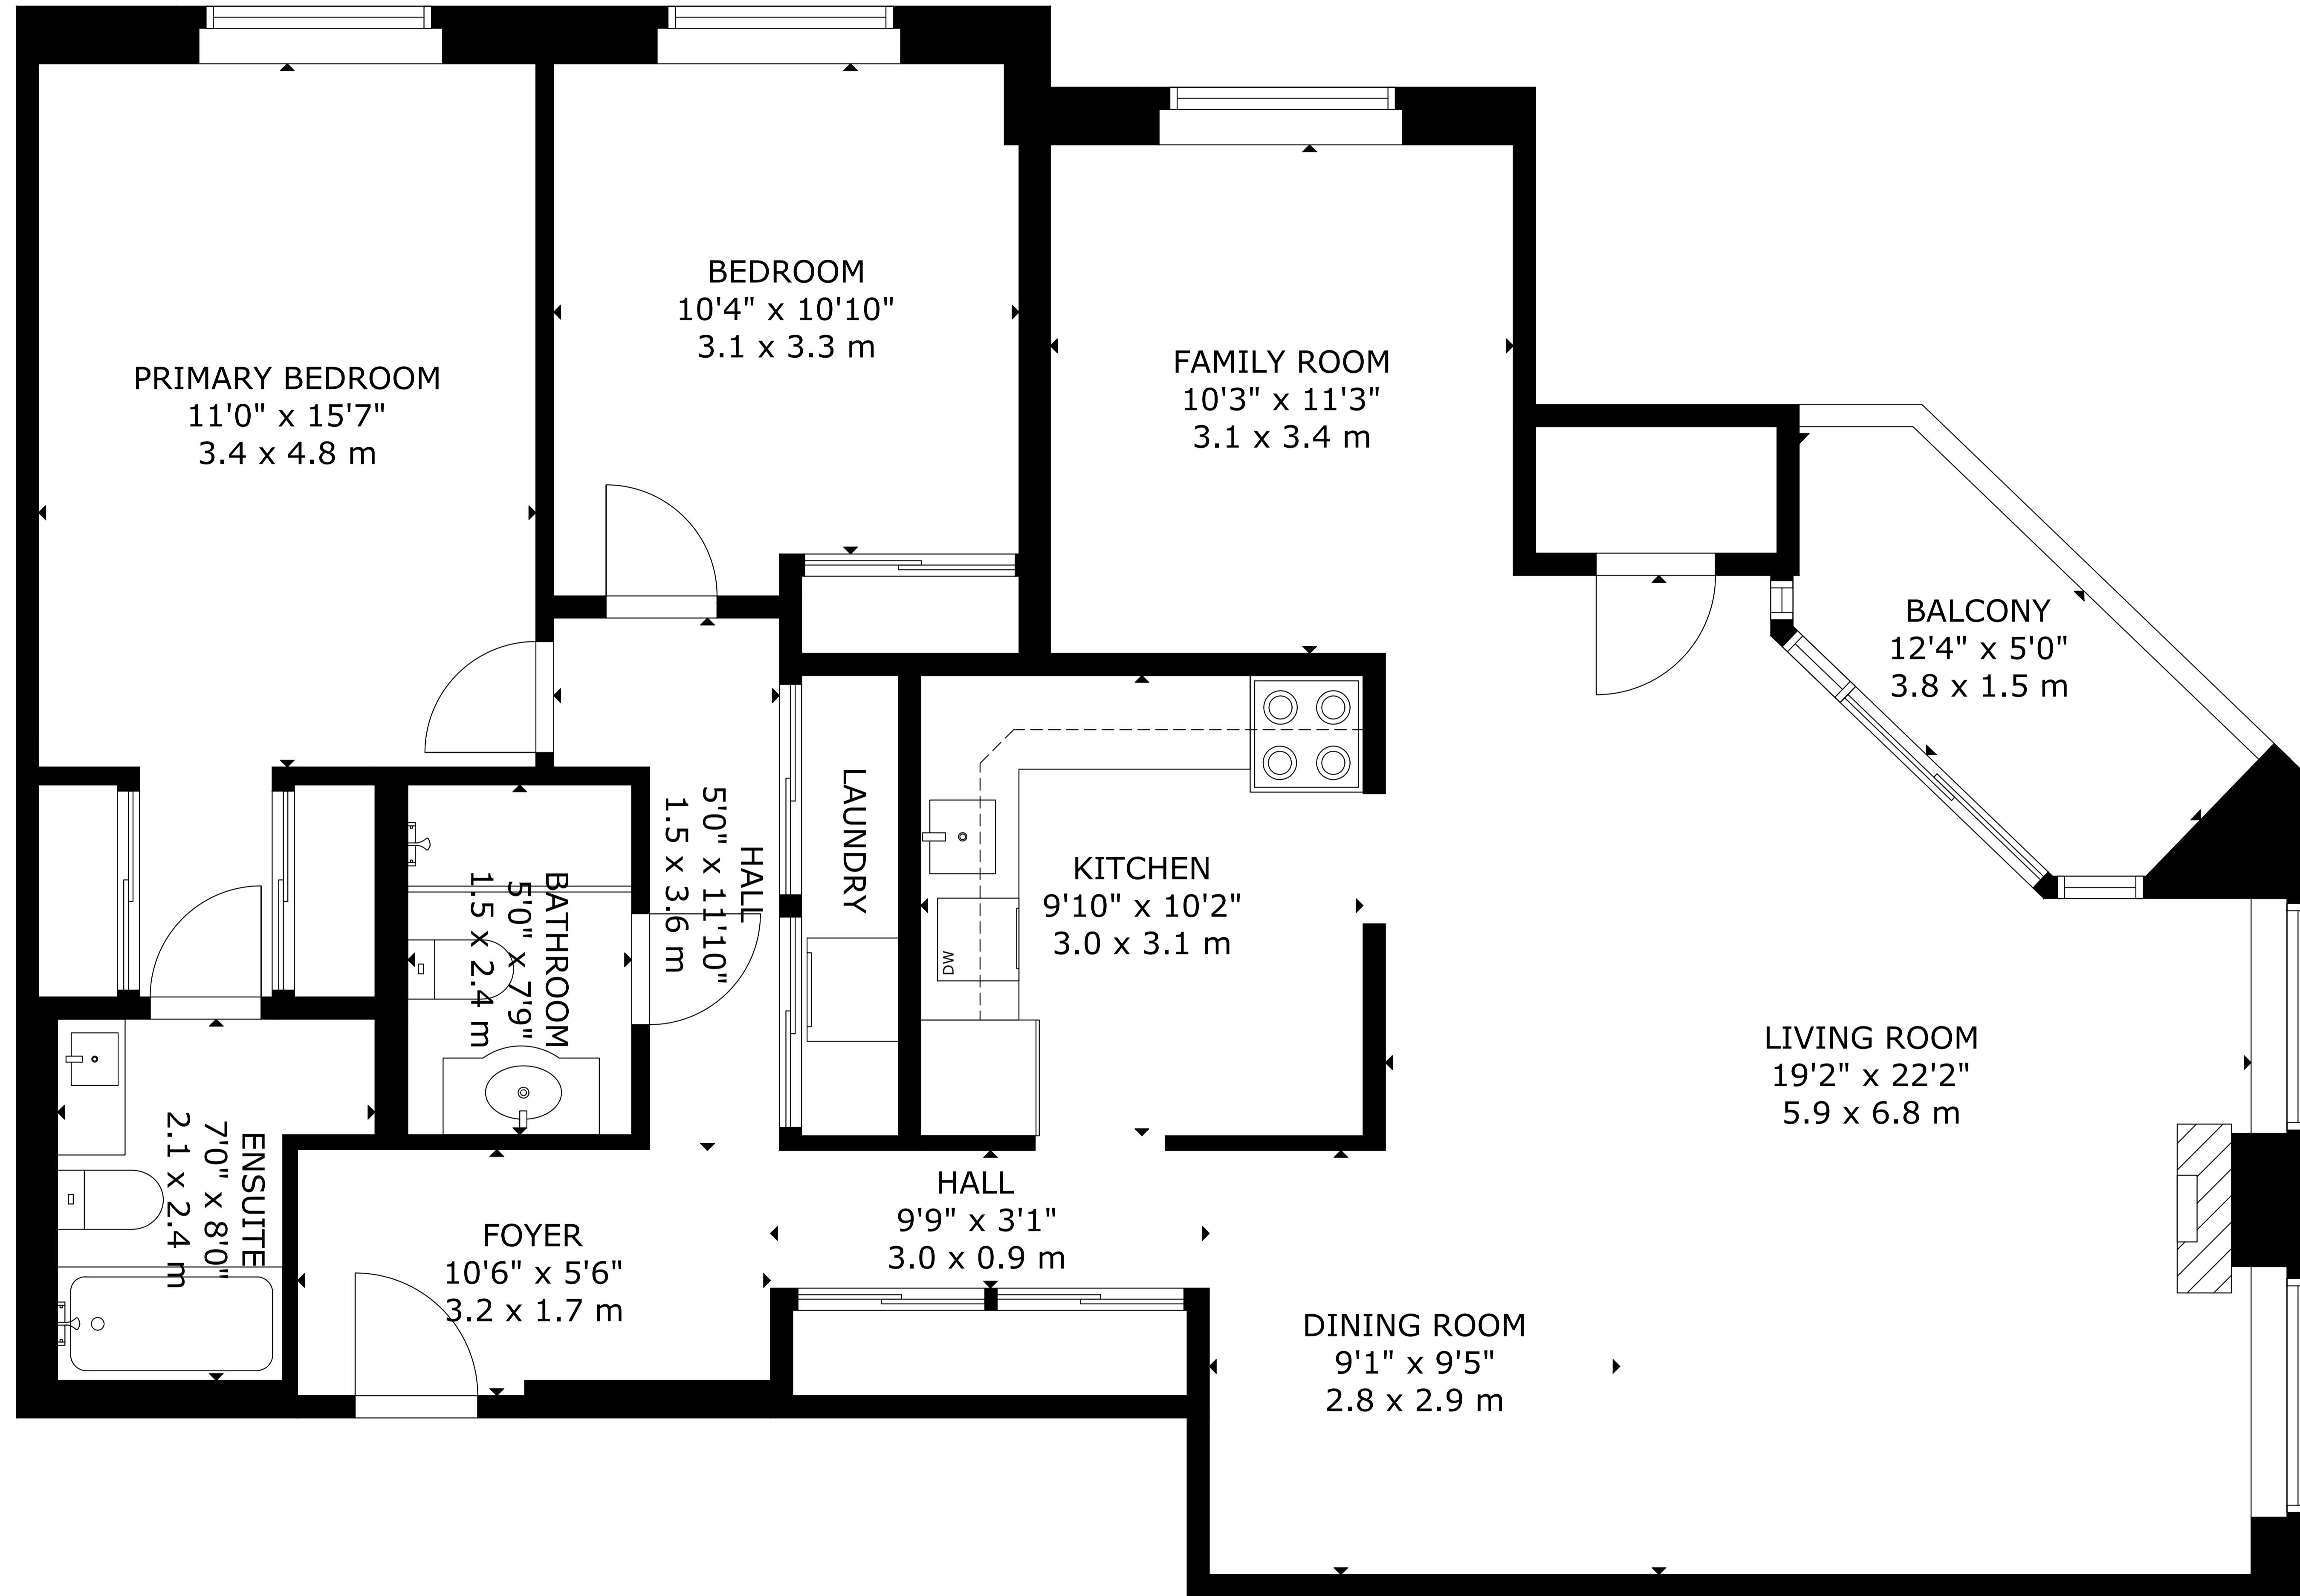 BEDROOM
10'4" x 10'10"
3.1 x 3.3 m
PRIMARY BEDROOM
11'0" x 15'7"
3.4 x 4.8 m
FAMILY ROOM
10'3" x 11'3"
3.1 x 3.4 m
BALCONY
12'4" x 5'0"
3.8 x 1.5 m
HALL
5'0" x 11'10"
1.5 x 3.6 m
LAUNDRY
KITCHEN
9'10" x 10'2"
3.0 x 3.1 m
DW
BATHROOM
5'0" x 7'9"
1.5 x 2.4 m
LIVING ROOM
19'2" x 22'2"
5.9 x 6.8 m
ENSUITE
7'0" x 8'0"
2.1 x 2.4 m
FOYER
10'6" x 5'6"
3.2 x 1.7 m
HALL
9'9" x 3'1"
3.0 x 0.9 m
DINING ROOM
9'1" x 9'5"
2.8 x 2.9 m